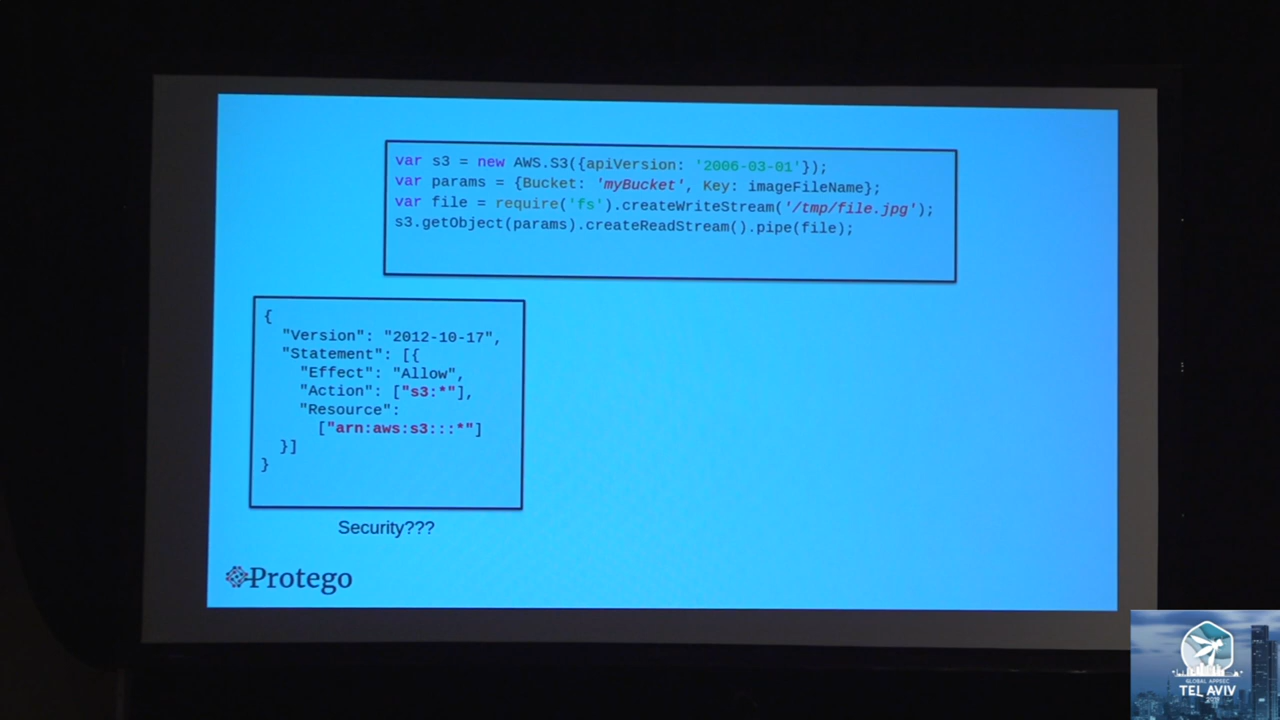 var s3 = new AWS.S3({apiVersion: '2006-03-01'});
var params = {Bucket: 'myBucket', Key: imageFileName};
var file = require('fs').createWriteStream('/tmp/file.jpg');
s3.getObject(params).createReadStream().pipe(file);
{
"Version": "2012-10-17",
"Statement": [{
"Effect": "Allow",
"Action": ["s3:*"],
"Resource":
["arn:aws:s3:::*"]
}]
}
Security???
Protego
GLOBAL APPSEC
TEL AVIV